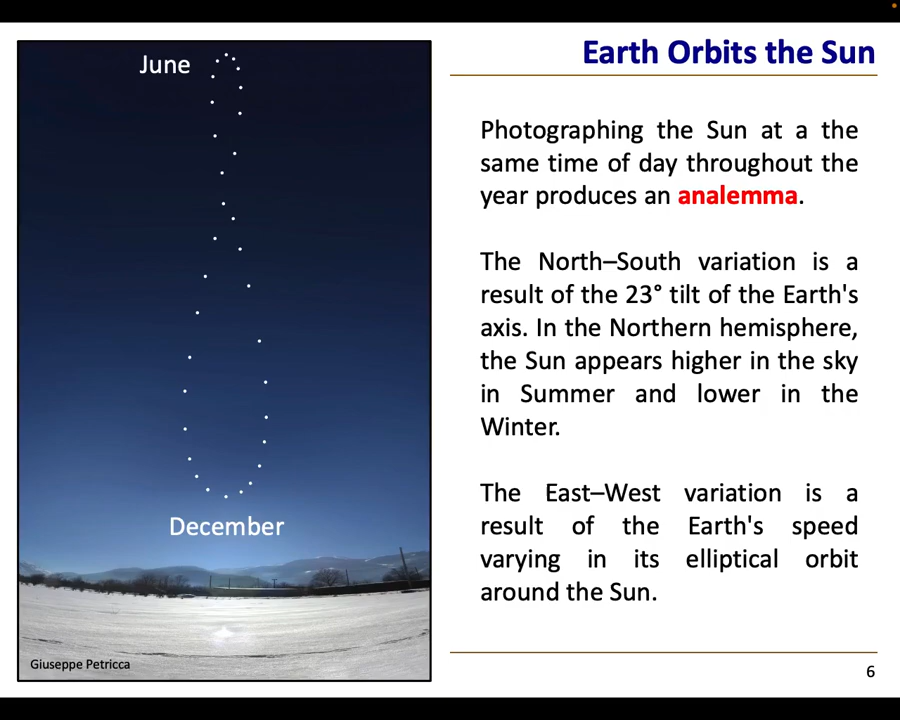 Earth Orbits the Sun
June
December
Giuseppe Petricca
Photographing the Sun at a the
same time of day throughout the
year produces an analemma.
The North–South variation is a
result of the 23° tilt of the Earth's
axis. In the Northern hemisphere,
the Sun appears higher in the sky
in Summer and lower in the
Winter.
The East–West variation is a
result of the Earth's speed
varying in its elliptical orbit
around the Sun.
6